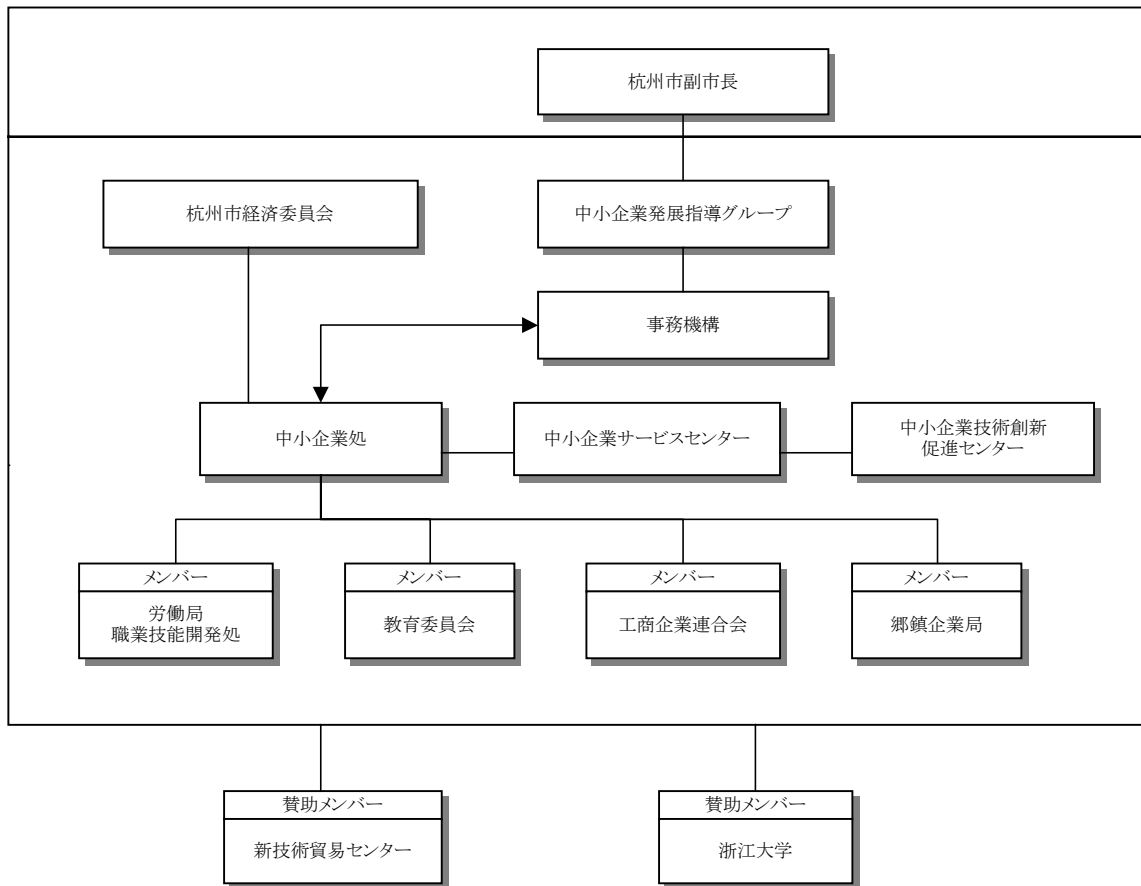 杭州市副市長
杭州市経済委員会
中小企業発展指導グループ
事務機構
中小企業処
中小企業サービスセンター
中小企業技術創新
促進センター
メンバー
労働局
職業技能開発処
メンバー
教育委員会
メンバー
工商企業連合会
メンバー
郷鎮企業局
賛助メンバー
新技術貿易センター
賛助メンバー
浙江大学